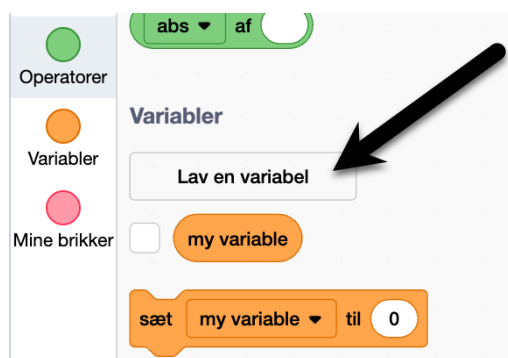 abs af
Operatorer
Variabler
Variabler
Lav en variabel
Mine brikker
my variable
sæt my variable til 0